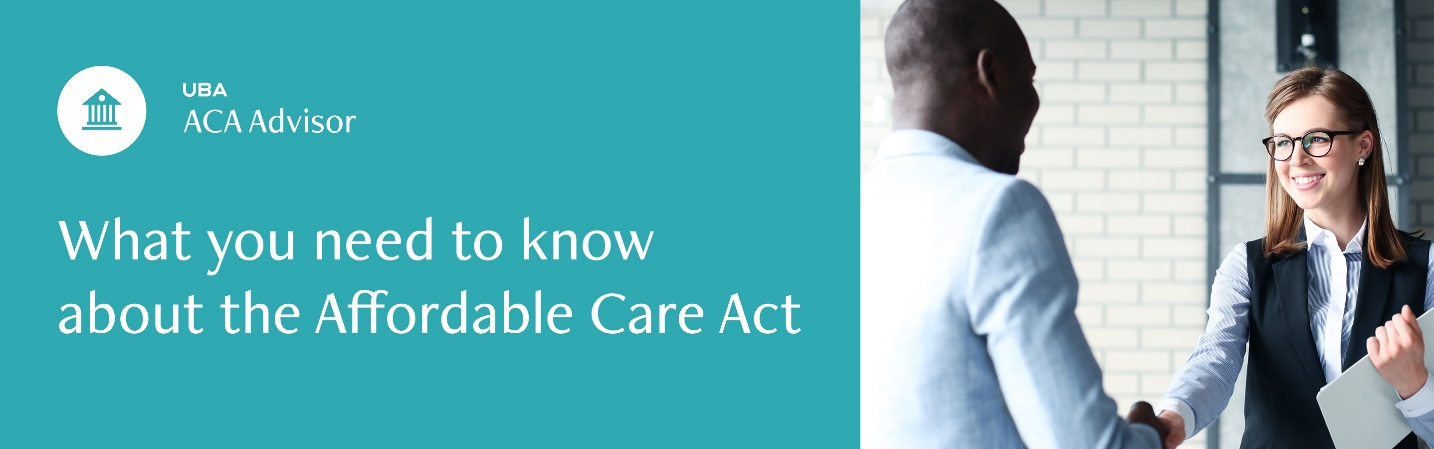 UBA
ACA Advisor
What you need to know
about the Affordable Care Act